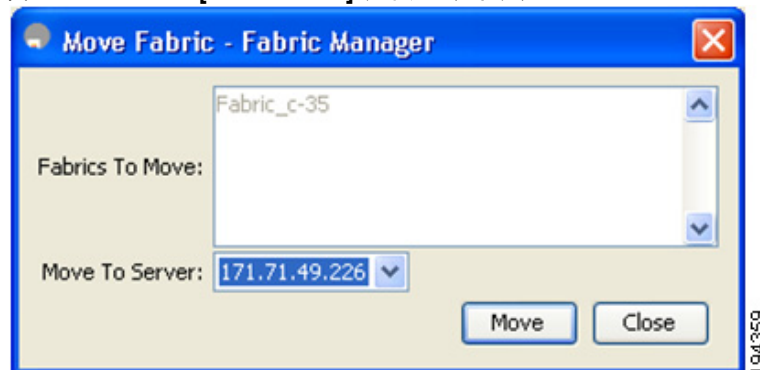 Move Fabric - Fabric Manager
Fabric_c-35
Fabrics To Move:
Move To Server: 171.71.49.226
Move Close
194359